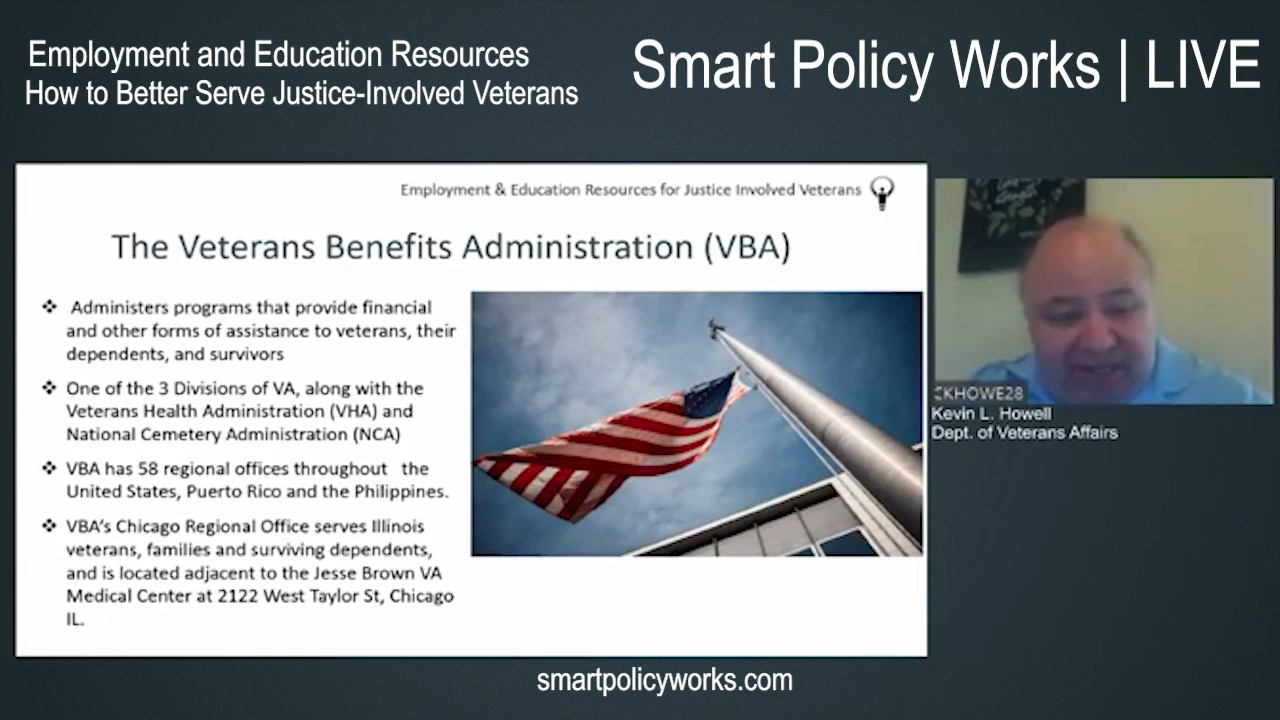 Employment and Education Resources
How to Better Serve Justice-Involved Veterans
Smart Policy Works | LIVE
Employment & Education Resources for Justice Involved Veterans
The Veterans Benefits Administration (VBA)
❖ Administers programs that provide financial
and other forms of assistance to veterans, their
dependents, and survivors
❖ One of the 3 Divisions of VA, along with the
Veterans Health Administration (VHA) and
National Cemetery Administration (NCA)
❖ VBA has 58 regional offices throughout the
United States, Puerto Rico and the Philippines.
❖ VBA's Chicago Regional Office serves Illinois
veterans, families and surviving dependents,
and is located adjacent to the Jesse Brown VA
Medical Center at 2122 West Taylor St, Chicago
IL.
CKHOWE28
Kevin L. Howell
Dept. of Veterans Affairs
smartpolicyworks.com